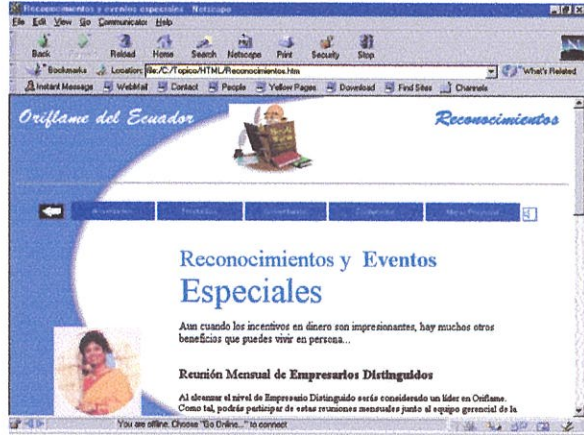 Reconocimientos y eventos especiales - Netscape
File Edit View Go Communicator Help
Back Reload Home Search Netscape Print Security Stop
Bookmarks Location: file:/C:/Topico/HTML/Reconocimientos.htm What's Related
Instant Message WebMail Contact People Yellow Pages Download Find Sites Channels
Oriflame del Ecuador
Reconocimientos
Reconocimientos y Eventos
Especiales
Aun cuando los incentivos en dinero son impresionantes, hay muchos otros
beneficios que puedes vivir en persona...
Reunión Mensual de Empresarios Distinguidos
Al alcanzar el nivel de Empresario Distinguido serás considerado un líder en Oriflame.
Como tal, podrás participar de estas reuniones mensuales junto al equipo gerencial de la
You are offline. Choose "Go Online..." to connect